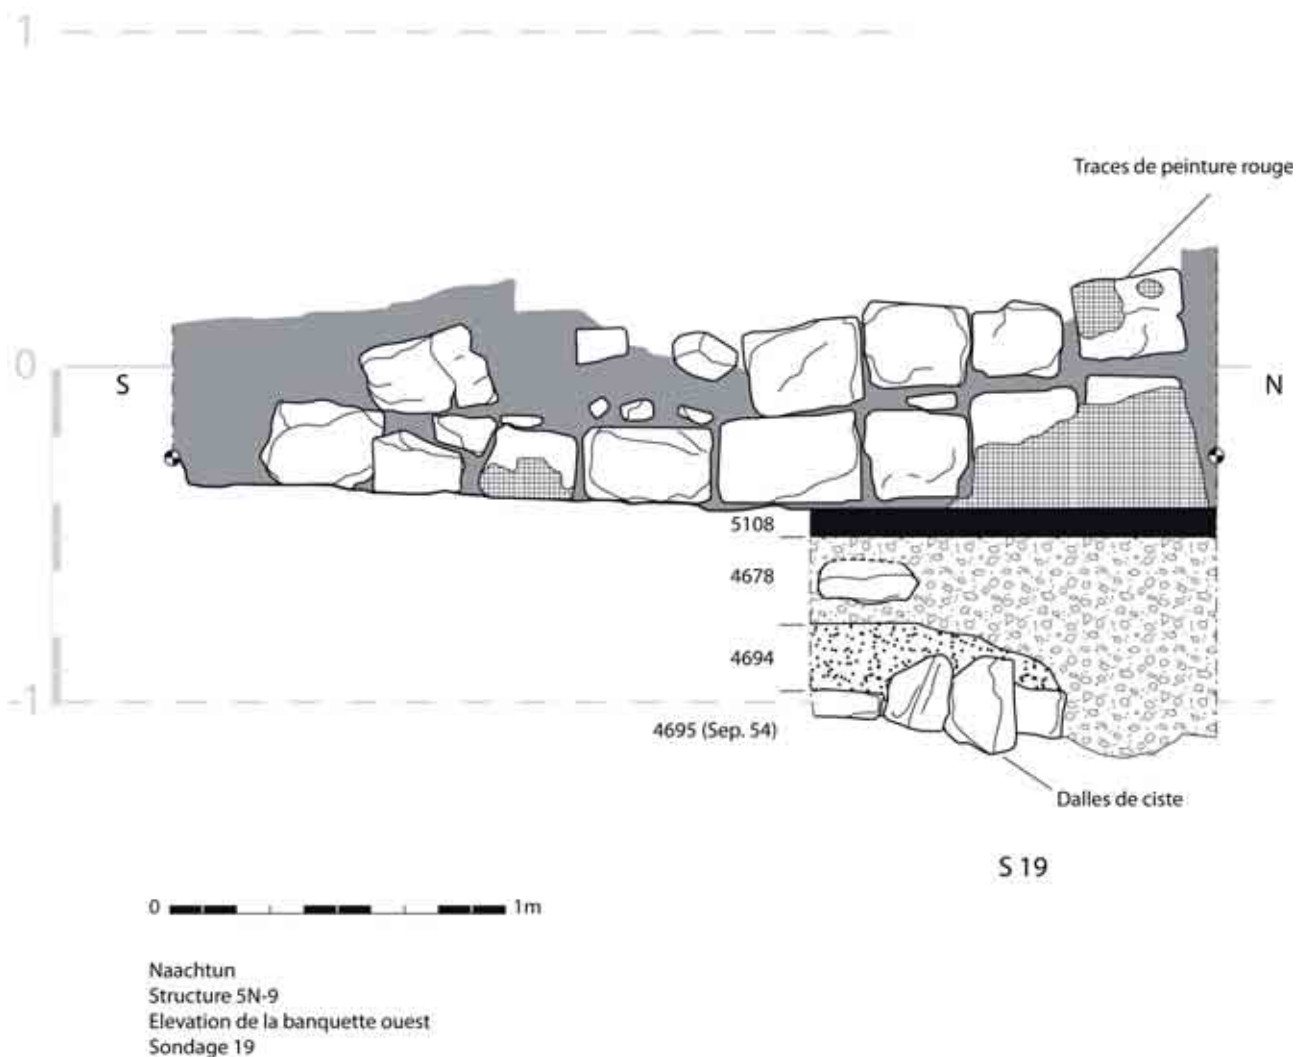 1
Traces de peinture rouge
0
S
N
5108
4678
4694
-1
4695 (Sep. 54)
Dalles de ciste
S 19
0 1m
Naachtun
Structure 5N-9
Elevation de la banquette ouest
Sondage 19